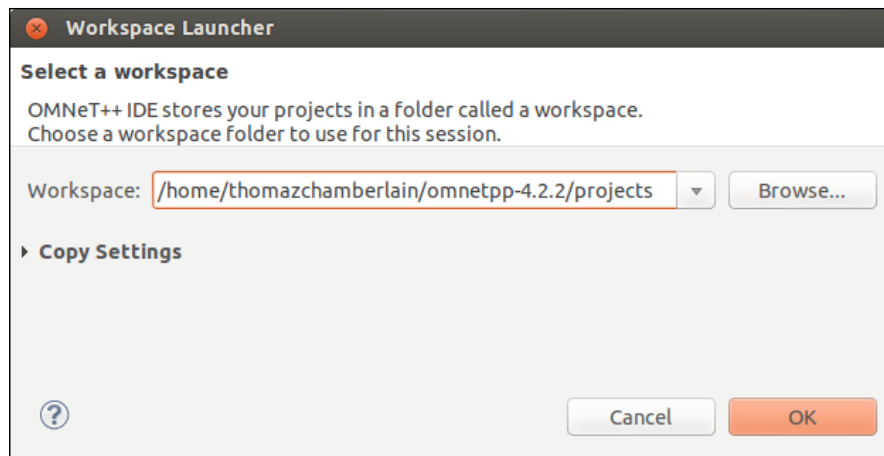 Workspace Launcher
Select a workspace
OMNeT++ IDE stores your projects in a folder called a workspace.
Choose a workspace folder to use for this session.
Workspace: /home/thomazchamberlain/omnetpp-4.2.2/projects Browse...
Copy Settings
? Cancel OK